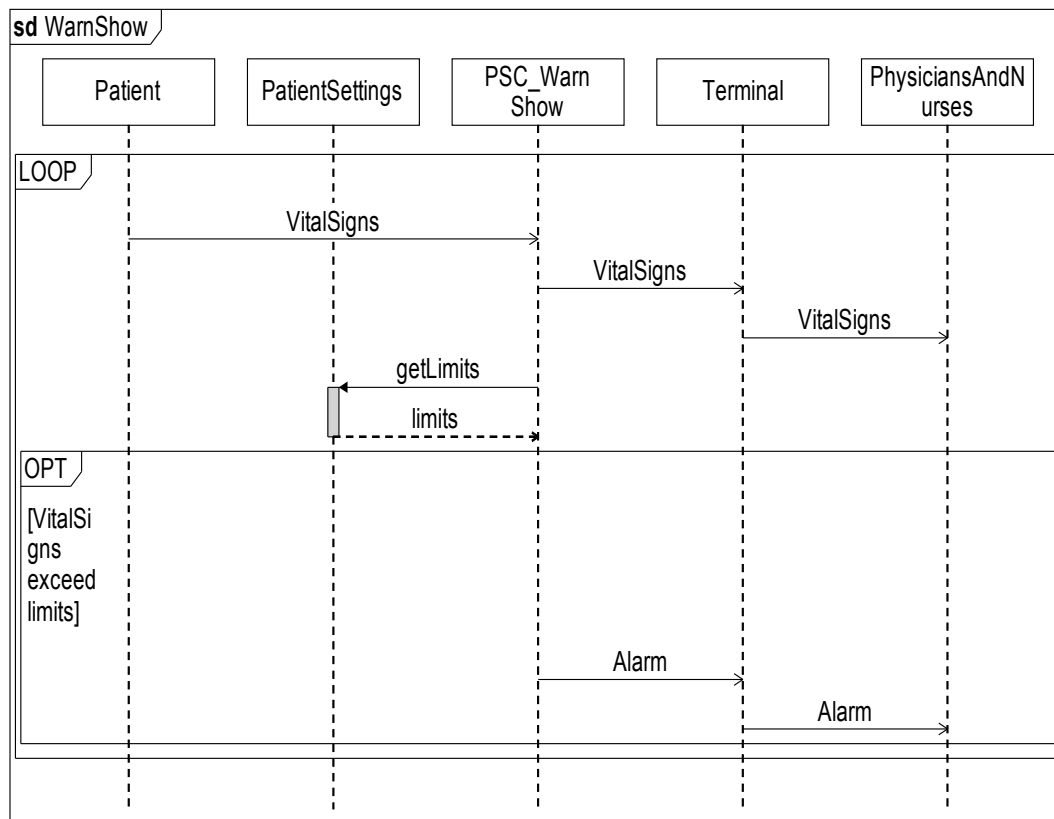 sd WarnShow
Patient
PatientSettings
PSC_Warn
Show
Terminal
PhysiciansAndN
urses
LOOP
VitalSigns
VitalSigns
VitalSigns
getLimits
limits
OPT
[VitalSi
gns
exceed
limits]
Alarm
Alarm